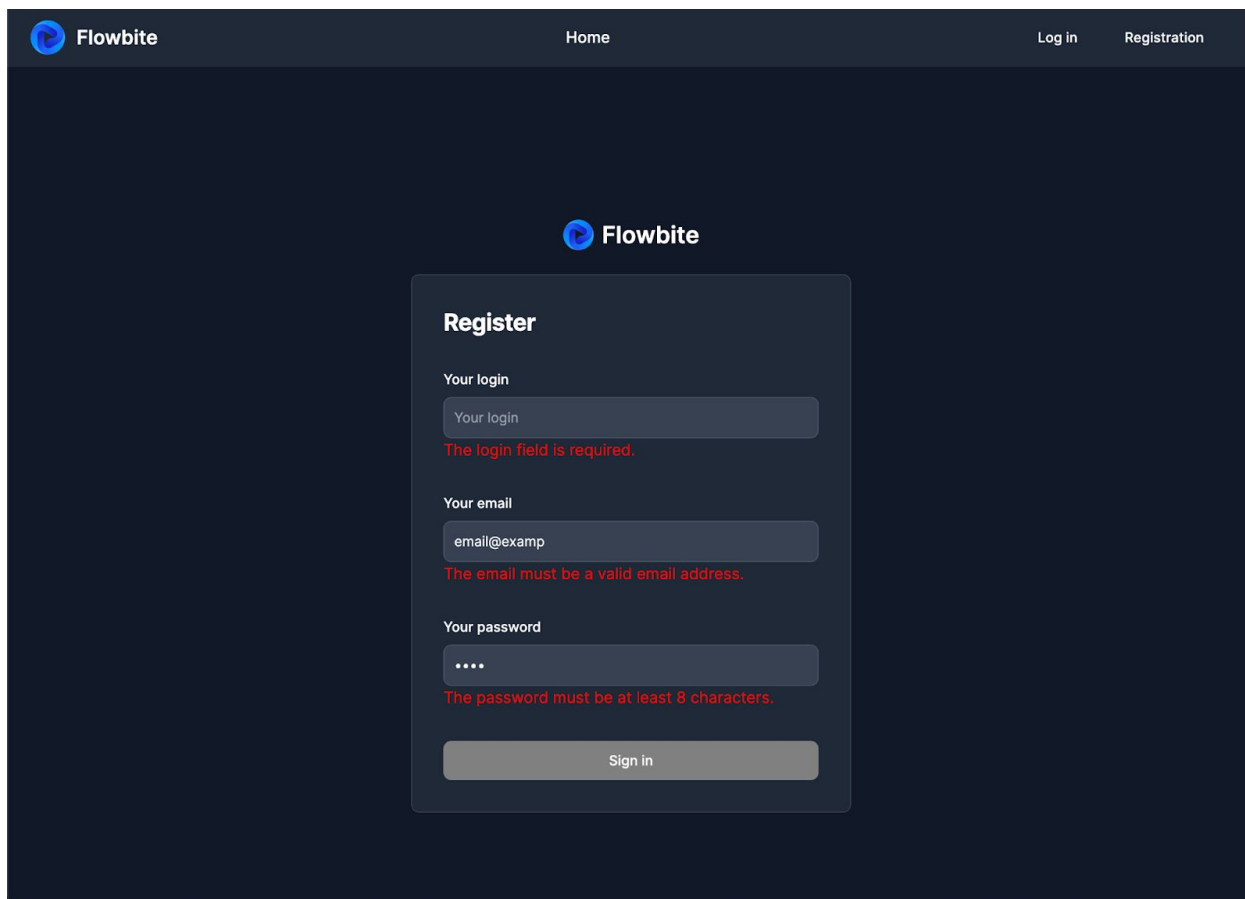 Flowbite
Home
Log in
Registration
Flowbite
Register
Your login
Your login
The login field is required.
Your email
email@examp
The email must be a valid email address.
Your password
••••
The password must be at least 8 characters.
Sign in